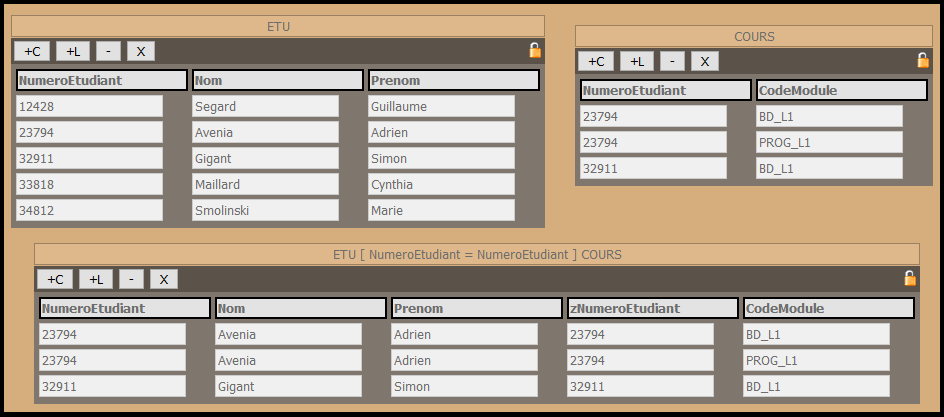 ETU
+C +L - X
NumeroEtudiant Nom Prenom
12428 Segard Guillaume
23794 Avenia Adrien
32911 Gigant Simon
33818 Maillard Cynthia
34812 Smolinski Marie
COURS
+C +L - X
NumeroEtudiant CodeModule
23794 BD_L1
23794 PROG_L1
32911 BD_L1
ETU [ NumeroEtudiant = NumeroEtudiant ] COURS
+C +L - X
NumeroEtudiant Nom Prenom zNumeroEtudiant CodeModule
23794 Avenia Adrien 23794 BD_L1
23794 Avenia Adrien 23794 PROG_L1
32911 Gigant Simon 32911 BD_L1